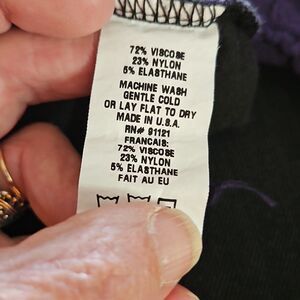 72% VISCOSE
23% NYLON
5% ELASTHANE
MACHINE WASH
GENTLE COLD
OR LAY FLAT TO DRY
MADE IN U.S.A.
RN# 91121
FRANCAIS:
72% VISCOSE
23% NYLON
5% ELASTHANE
FAIT AU EU